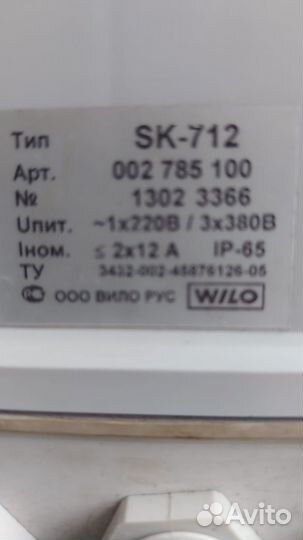 Тип SK-712
Арт. 002 785 100
№ 1302 3366
Uпит. ~1x220В / 3x380В
Iном. ≤ 2x12 А IP-65
ТУ 3432-002-45876126-05
ООО ВИЛО РУС WILO
Avito